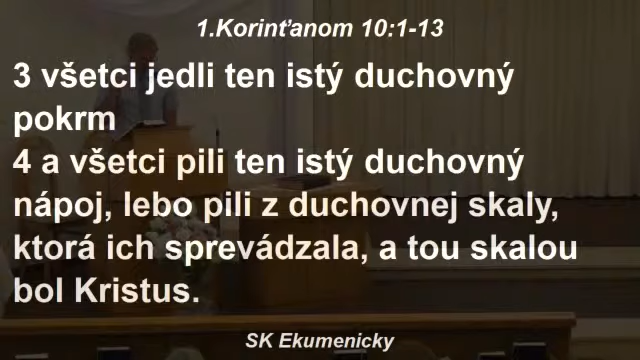 1.Korinťanom 10:1-13
3 všetci jedli ten istý duchovný
pokrm
4 a všetci pili ten istý duchovný
nápoj, lebo pili z duchovnej skaly,
ktorá ich sprevádzala, a tou skalou
bol Kristus.
SK Ekumenicky